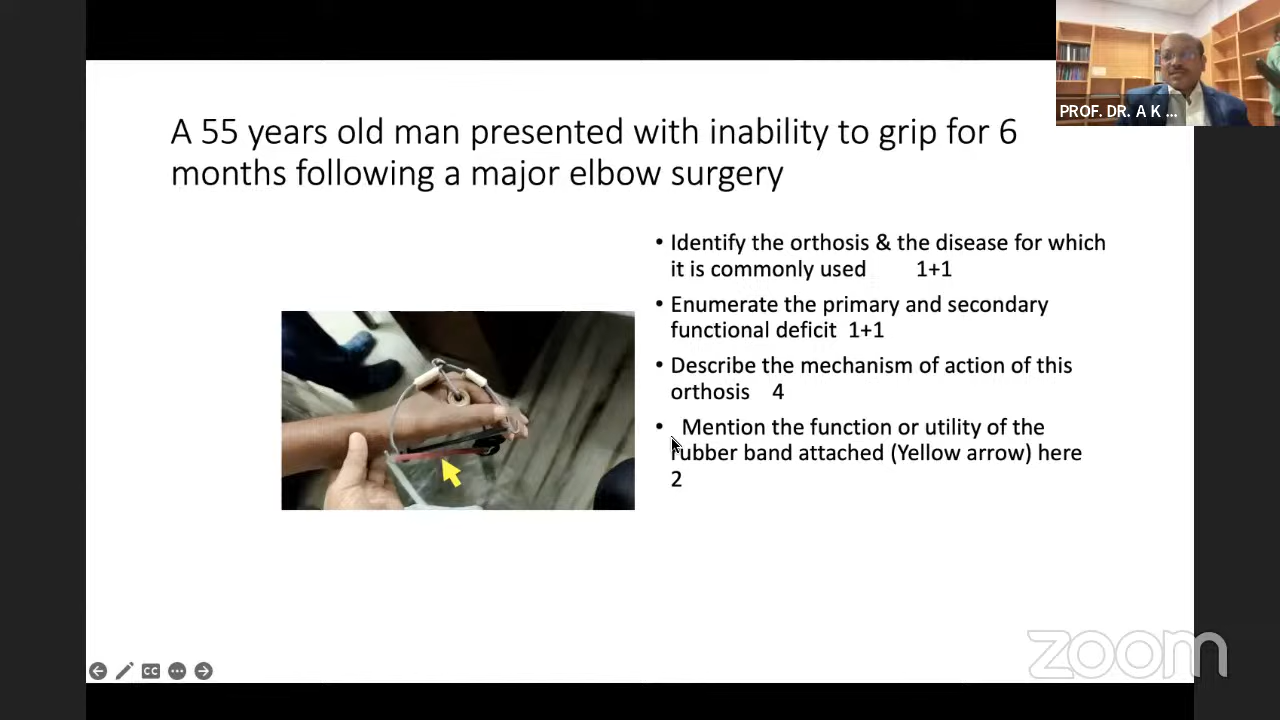 PROF. DR. A K ...
A 55 years old man presented with inability to grip for 6
months following a major elbow surgery
• Identify the orthosis & the disease for which
it is commonly used 1+1
• Enumerate the primary and secondary
functional deficit 1+1
• Describe the mechanism of action of this
orthosis 4
• Mention the function or utility of the
rubber band attached (Yellow arrow) here
2
CC
zoom